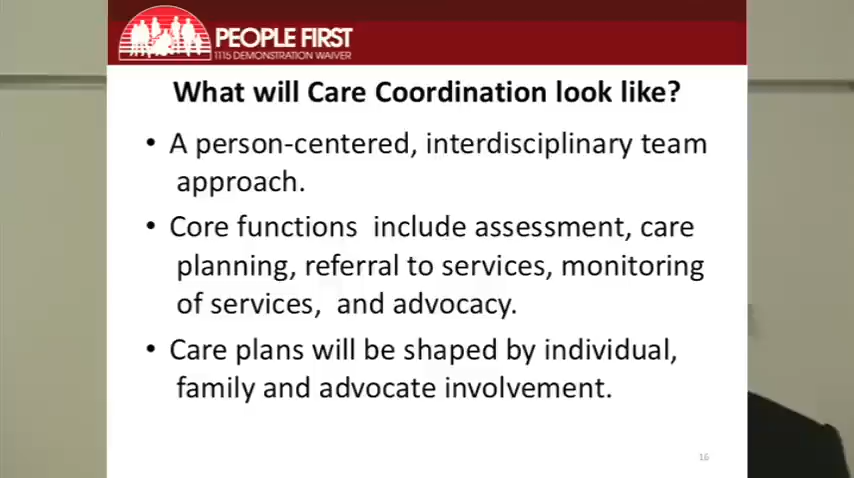 PEOPLE FIRST
1115 DEMONSTRATION WAIVER
What will Care Coordination look like?
• A person-centered, interdisciplinary team
approach.
• Core functions  include assessment, care
planning, referral to services, monitoring
of services,  and advocacy.
• Care plans will be shaped by individual,
family and advocate involvement.
16